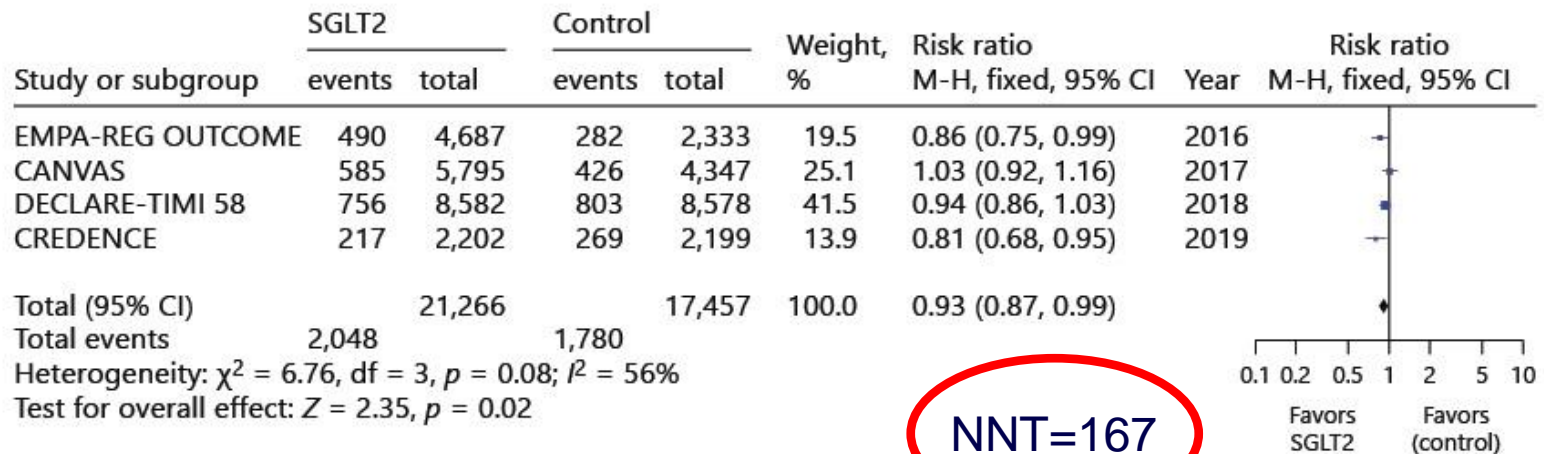 SGLT2 Control
Weight, Risk ratio Risk ratio
Study or subgroup events total events total % M-H, fixed, 95% CI Year M-H, fixed, 95% CI
EMPA-REG OUTCOME 490 4,687 282 2,333 19.5 0.86 (0.75, 0.99) 2016
CANVAS 585 5,795 426 4,347 25.1 1.03 (0.92, 1.16) 2017
DECLARE-TIMI 58 756 8,582 803 8,578 41.5 0.94 (0.86, 1.03) 2018
CREDENCE 217 2,202 269 2,199 13.9 0.81 (0.68, 0.95) 2019
Total (95% CI) 21,266 17,457 100.0 0.93 (0.87, 0.99)
Total events 2,048 1,780
Heterogeneity: χ² = 6.76, df = 3, p = 0.08; I² = 56%
Test for overall effect: Z = 2.35, p = 0.02
0.1 0.2 0.5 1 2 5 10
Favors Favors
SGLT2 (control)
NNT=167